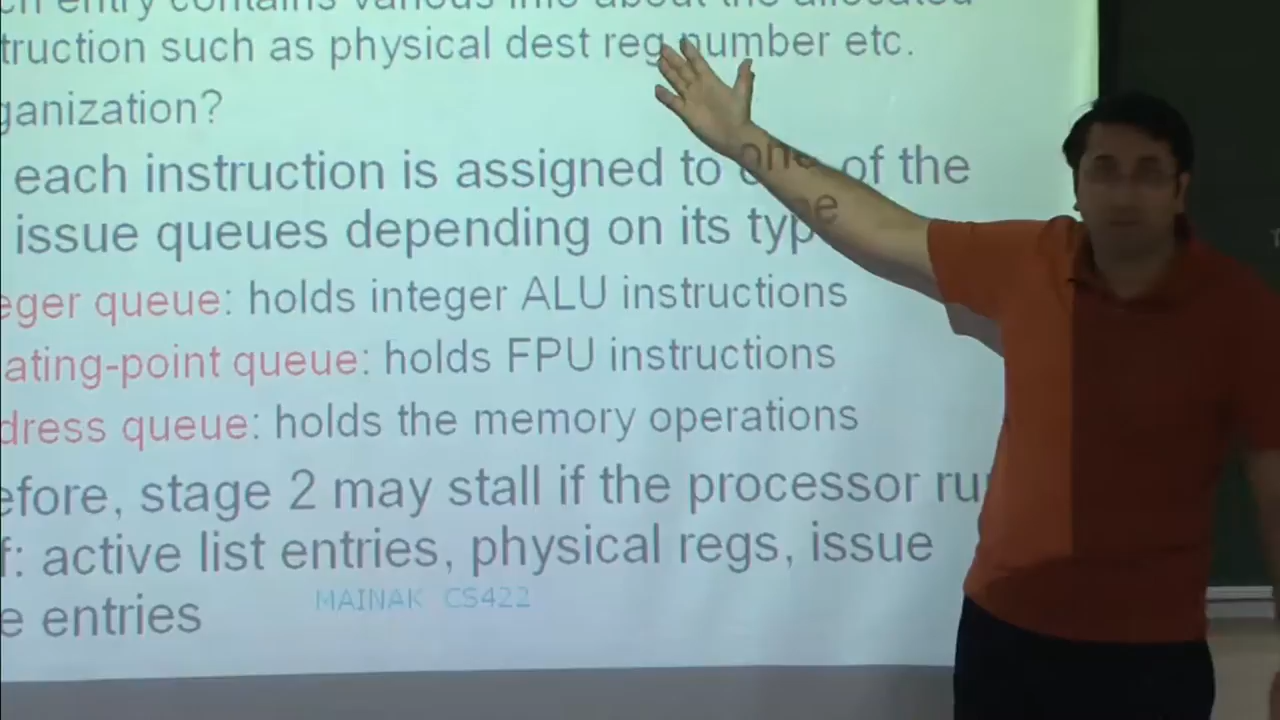 entry contains various info about the allocated
truction such as physical dest reg number etc.
ganization?
each instruction is assigned to one of the
issue queues depending on its type
eger queue: holds integer ALU instructions
ating-point queue: holds FPU instructions
dress queue: holds the memory operations
efore, stage 2 may stall if the processor ru
f: active list entries, physical regs, issue
e entries
MAINAK CS422